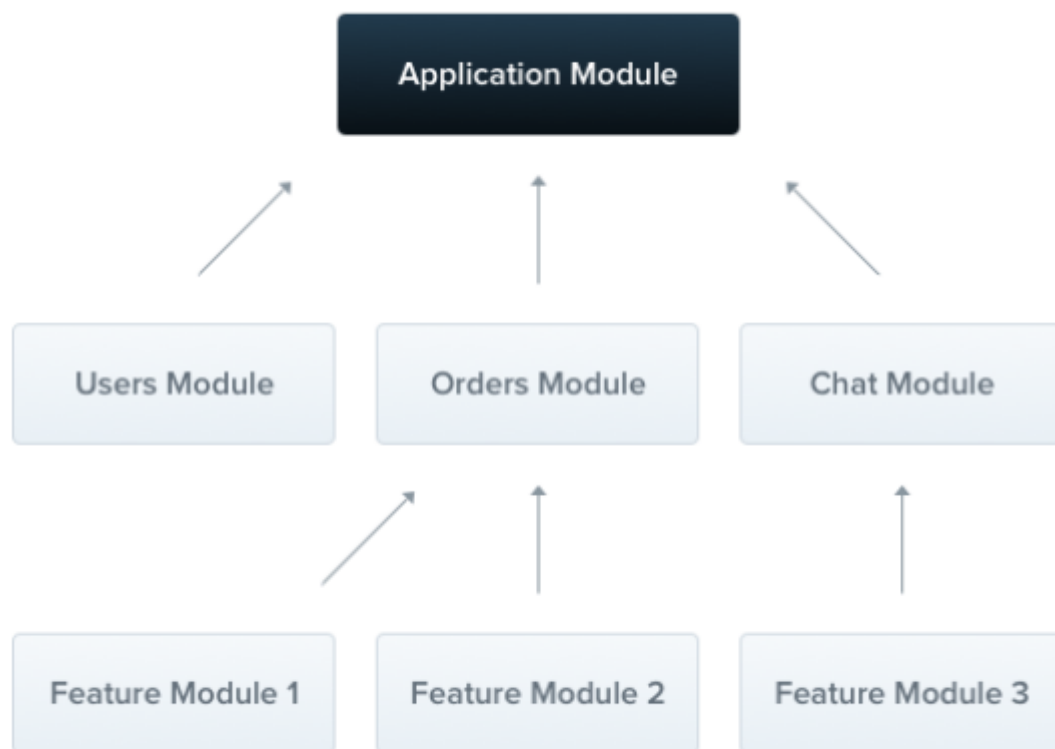 Application Module
Users Module
Orders Module
Chat Module
Feature Module 1
Feature Module 2
Feature Module 3